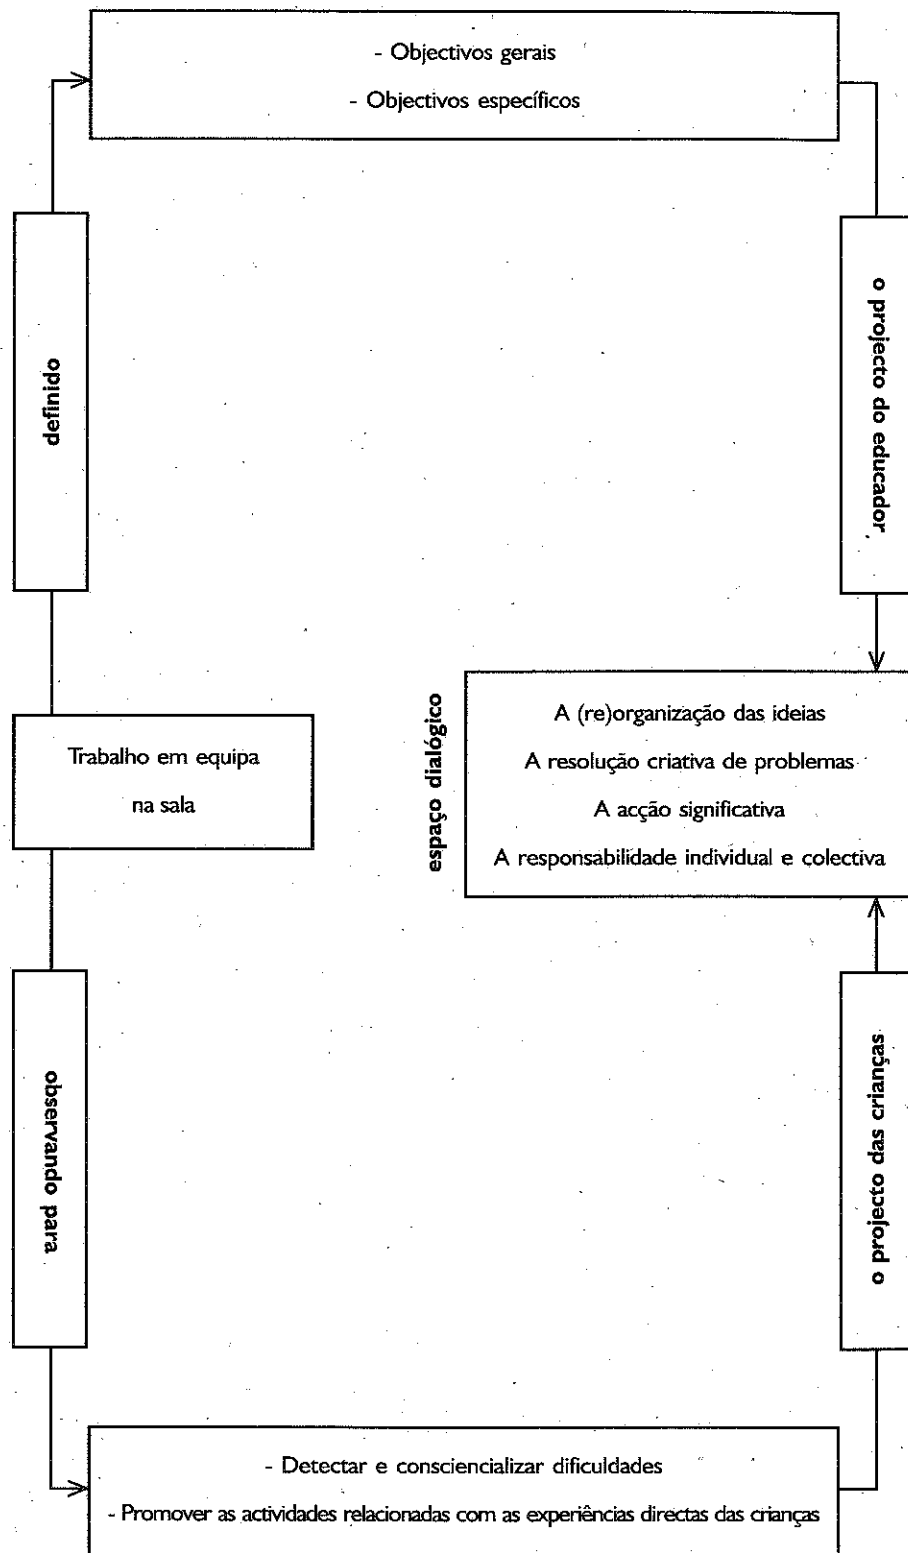 - Objectivos gerais
- Objectivos específicos
definido
o projecto do educador
Trabalho em equipa
na sala
espaço dialógico
A (re)organização das ideias
A resolução criativa de problemas
A acção significativa
A responsabilidade individual e colectiva
observando para
o projecto das crianças
- Detectar e consciencializar dificuldades
- Promover as actividades relacionadas com as experiências directas das crianças